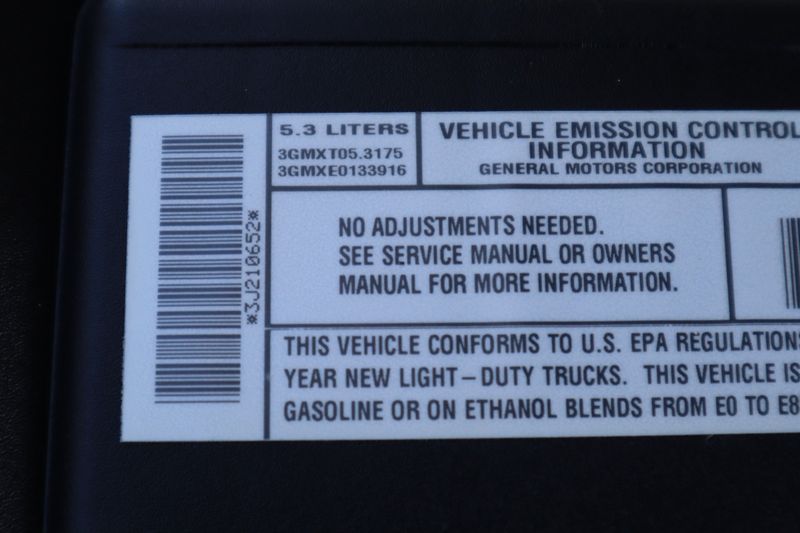 5.3 LITERS
3GMXT05.3175
3GMXE0133916
VEHICLE EMISSION CONTROL
INFORMATION
GENERAL MOTORS CORPORATION
*3J210652*
NO ADJUSTMENTS NEEDED.
SEE SERVICE MANUAL OR OWNERS
MANUAL FOR MORE INFORMATION.
THIS VEHICLE CONFORMS TO U.S. EPA REGULATIONS
YEAR NEW LIGHT-DUTY TRUCKS. THIS VEHICLE IS
GASOLINE OR ON ETHANOL BLENDS FROM E0 TO E8